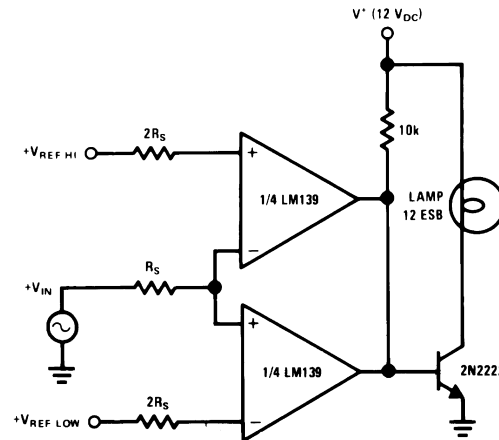 V⁺ (12 V_DC)
2R_S
+V_REF HI
+
10k
1/4 LM139
LAMP
12 ESB
−
R_S
+V_IN
+
1/4 LM139
2R_S
−
+V_REF LOW